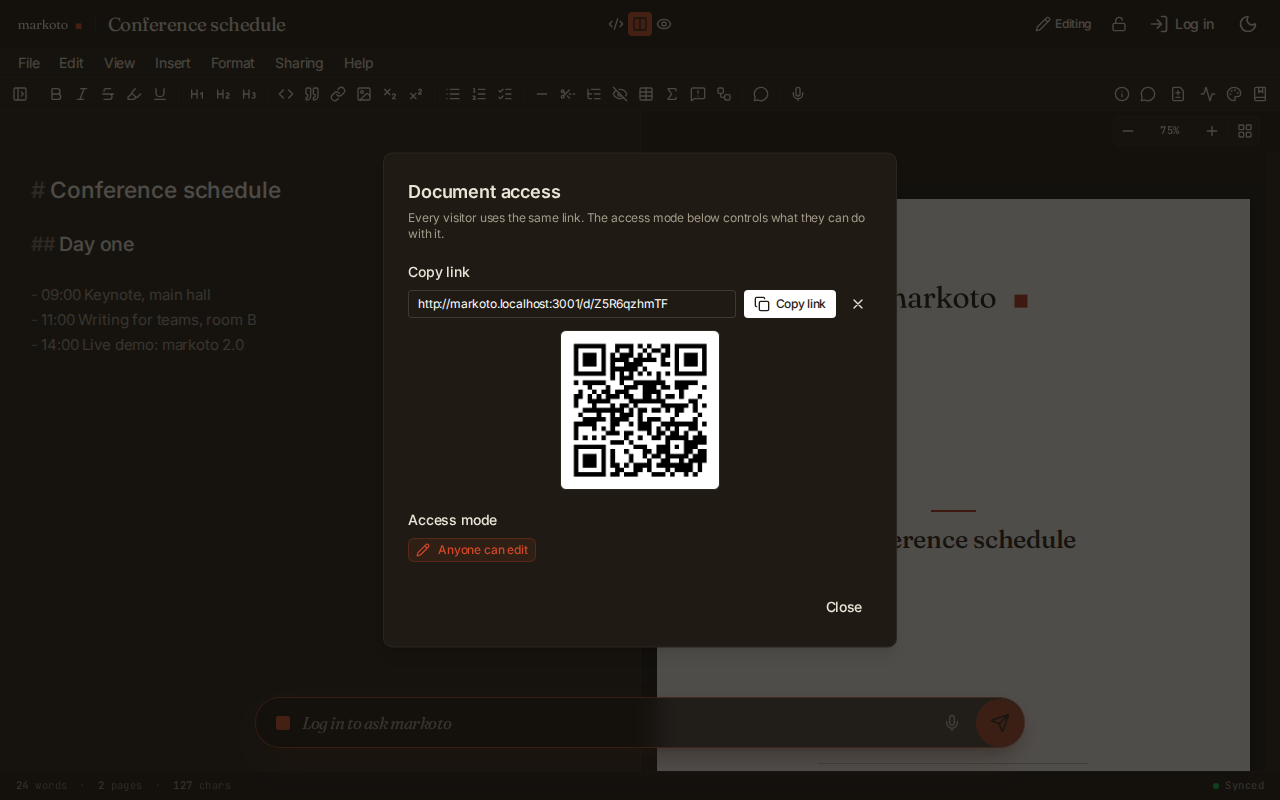 markoto
Conference schedule
Editing
Log in
File Edit View Insert Format Sharing Help
H1 H2 H3
X2 x2
75%
# Conference schedule
## Day one
- 09:00 Keynote, main hall
- 11:00 Writing for teams, room B
- 14:00 Live demo: markoto 2.0
Document access
Every visitor uses the same link. The access mode below controls what they can do
with it.
Copy link
http://markoto.localhost:3001/d/Z5R6qzhmTF
Copy link
Access mode
Anyone can edit
Close
markoto
erence schedule
Log in to ask markoto
24 words · 2 pages · 127 chars
Synced